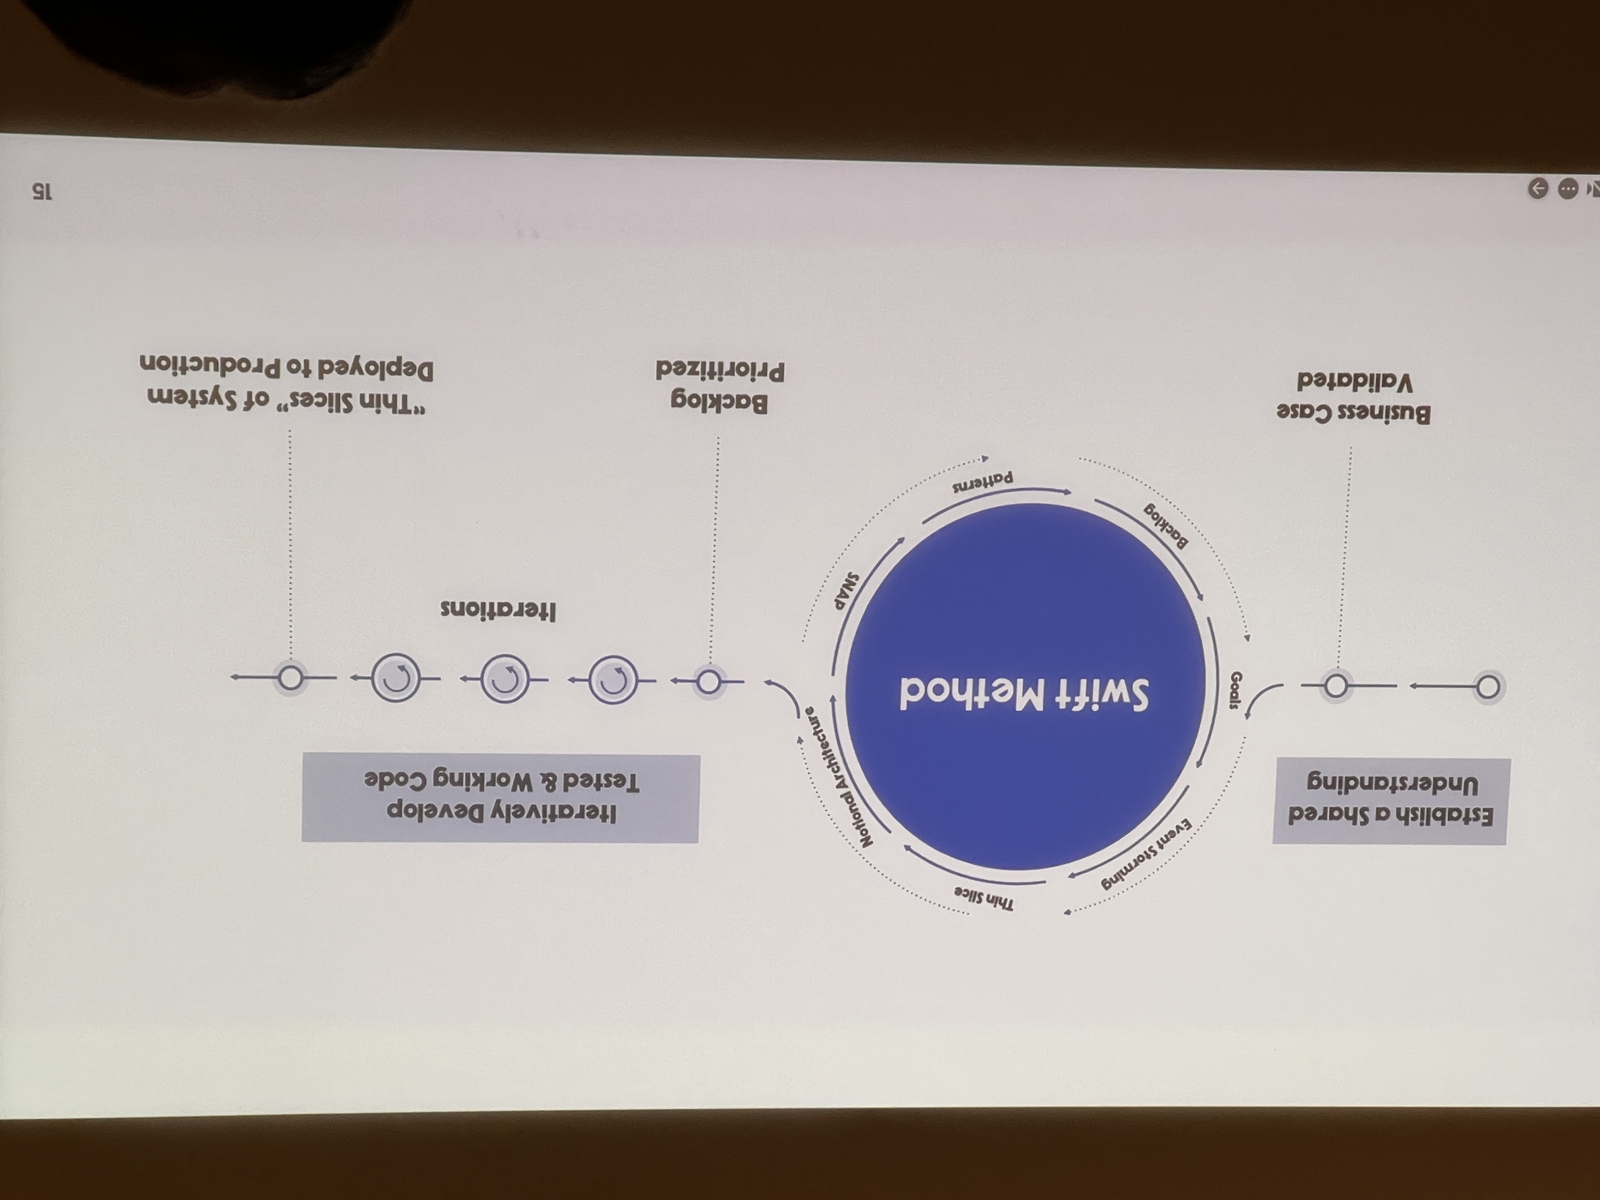 Establish a Shared
Understanding
Goals
Event Storming
Thin Slice
Notional Architecture
SNAP
Patterns
Backlog
Swift Method
Iteratively Develop
Tested & Working Code
Iterations
Business Case
Validated
Backlog
Prioritized
“Thin Slices” of System
Deployed to Production
15